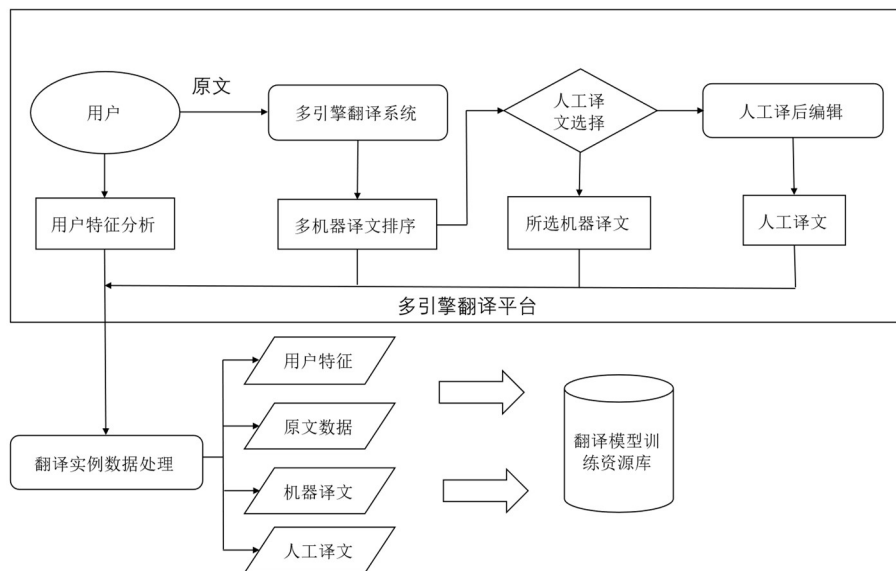 原文
用户
多引擎翻译系统
人工译
文选择
人工译后编辑
用户特征分析
多机器译文排序
所选机器译文
人工译文
多引擎翻译平台
用户特征
原文数据
翻译实例数据处理
机器译文
人工译文
翻译模型训
练资源库